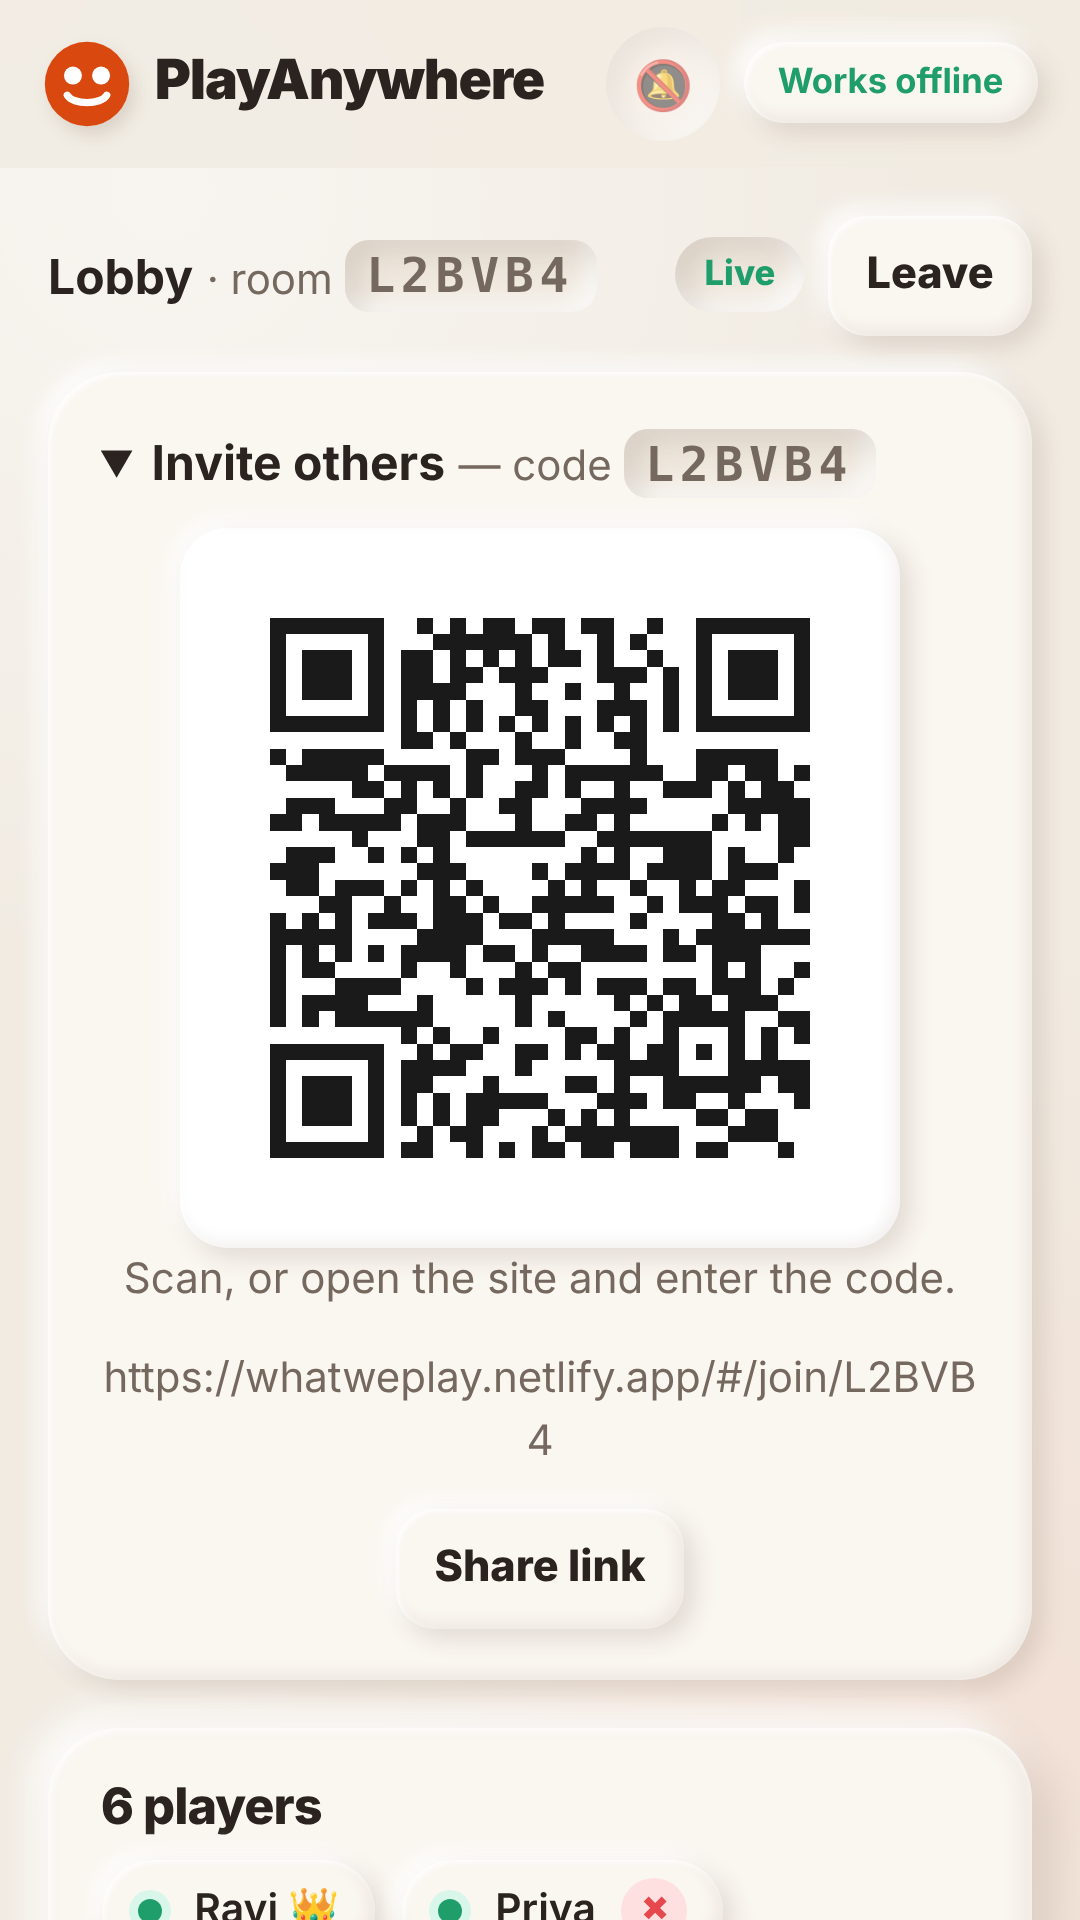 PlayAnywhere
Works offline
Lobby · room L2BVB4
Live
Leave
Invite others — code L2BVB4
Scan, or open the site and enter the code.
https://whatweplay.netlify.app/#/join/L2BVB
4
Share link
6 players
Ravi
Priya